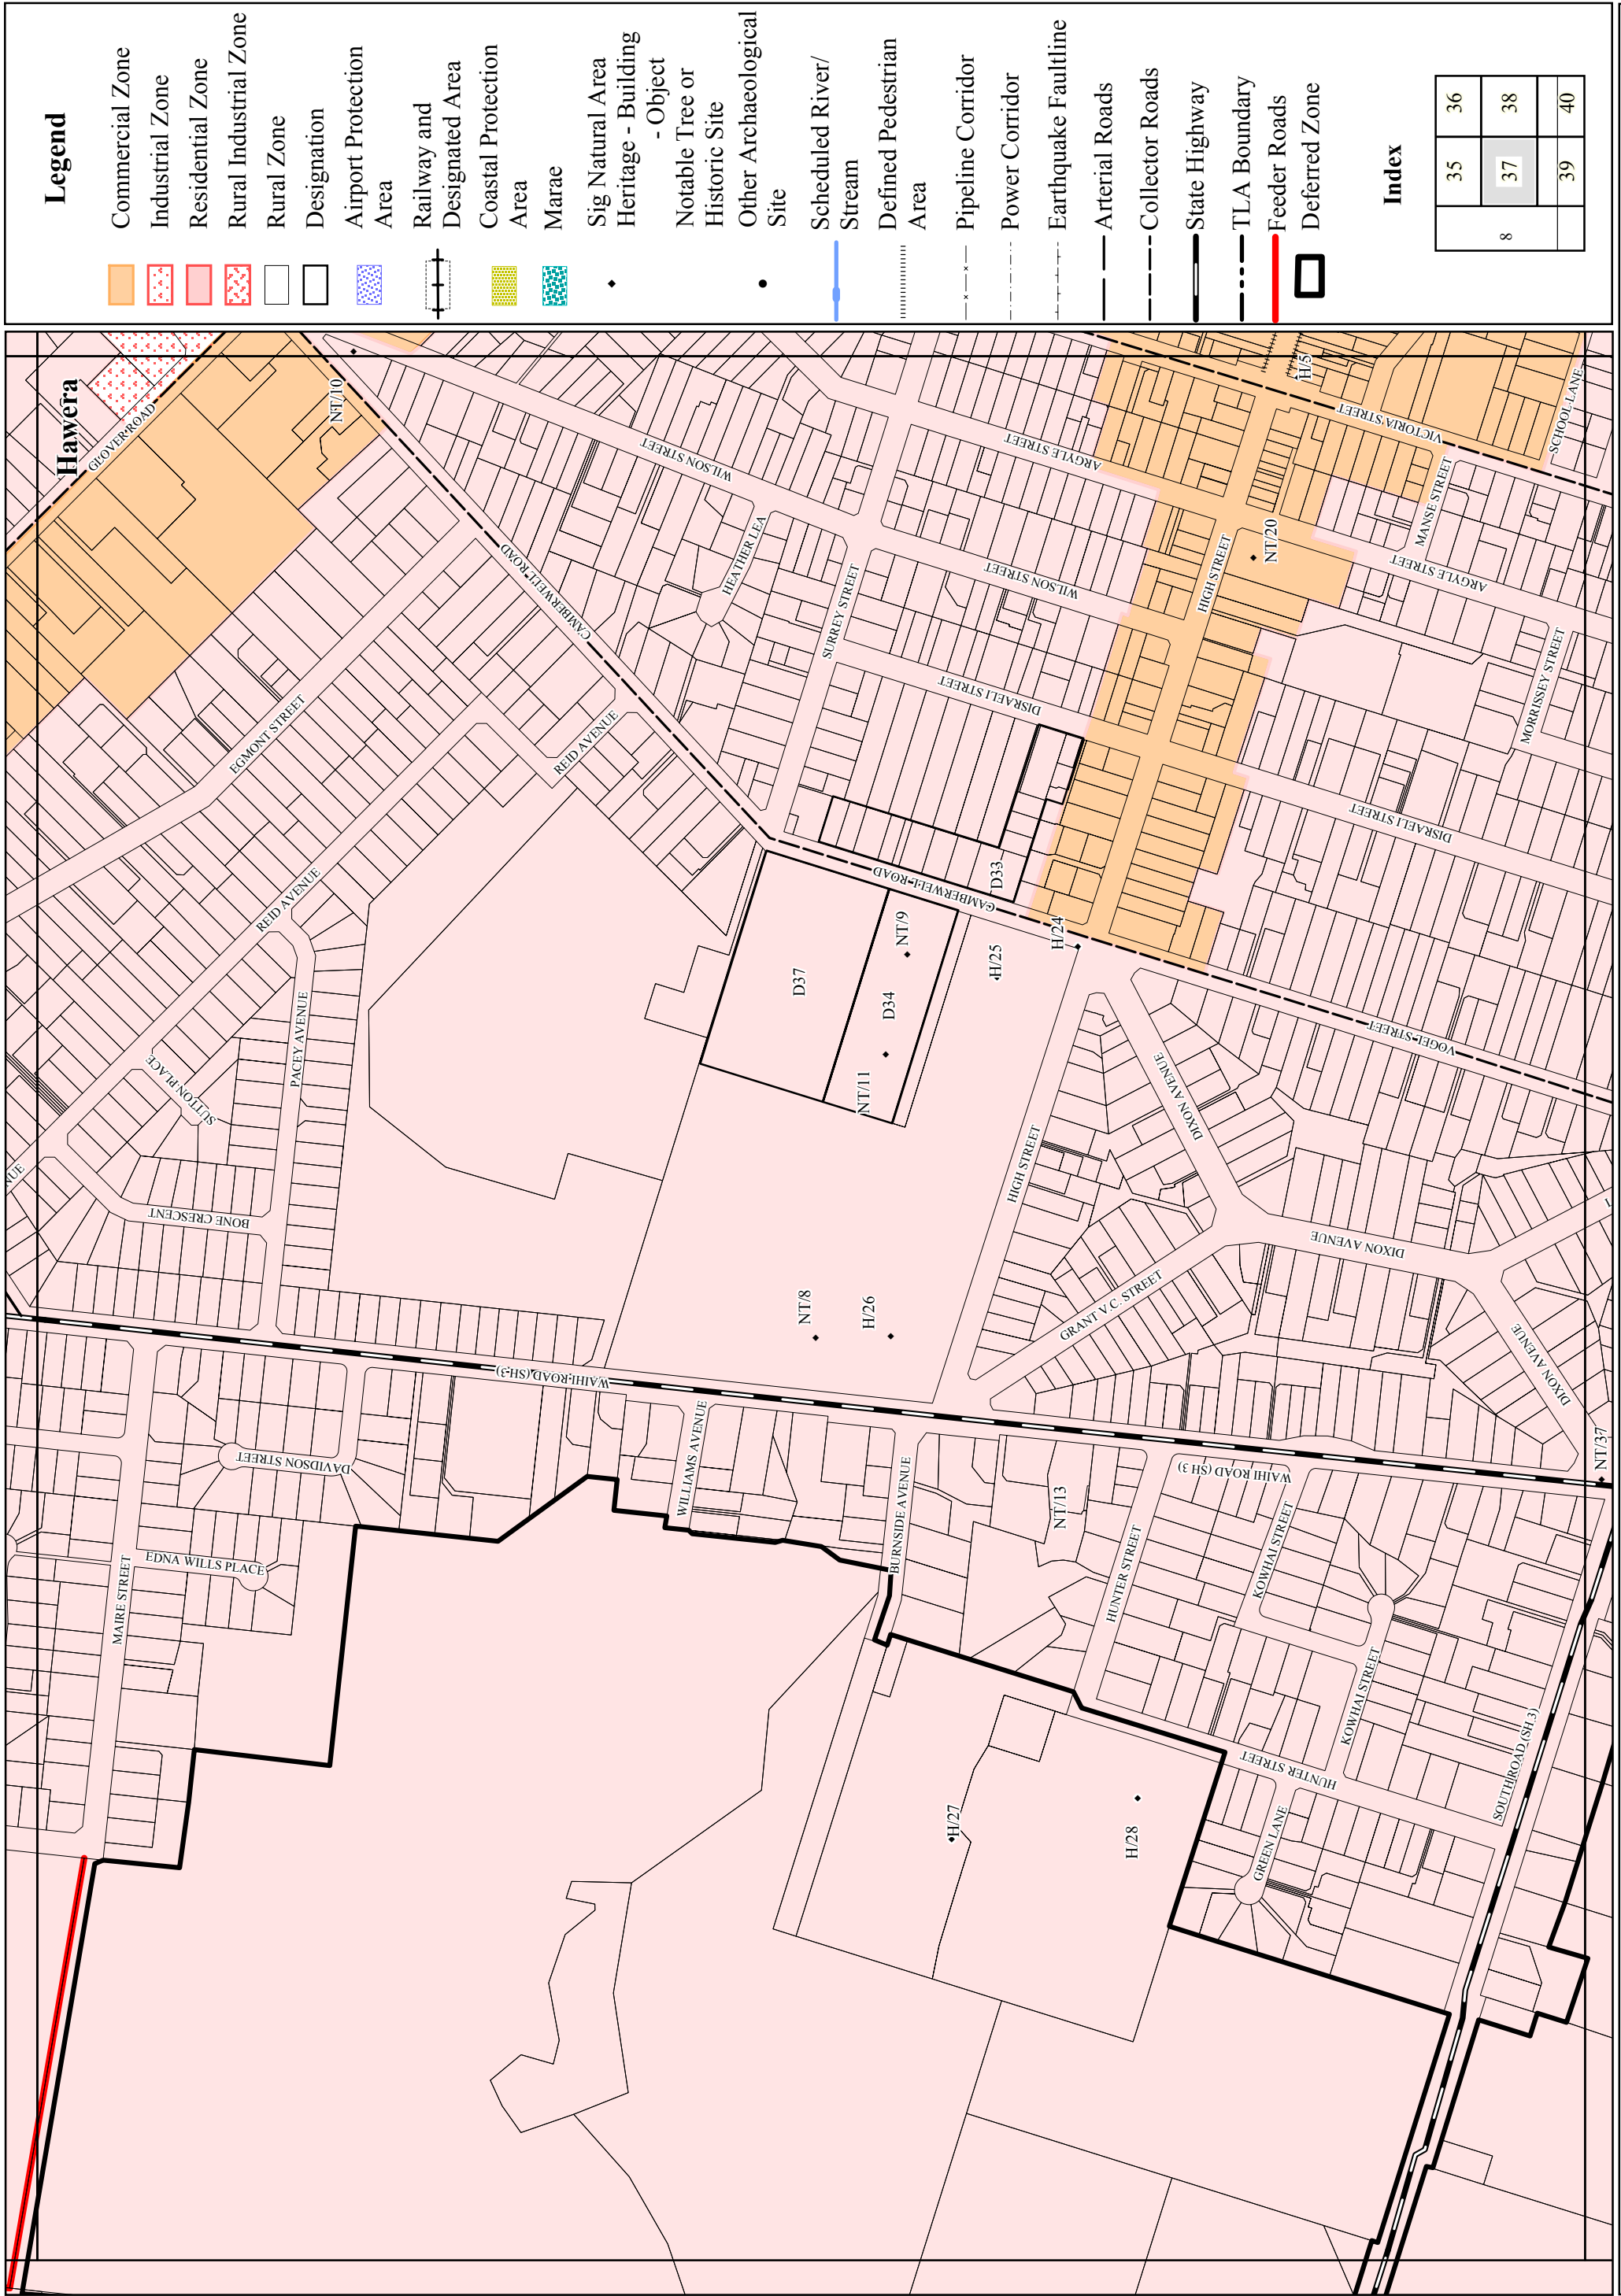 Hawera
GLOVER ROAD
NT/10
WILSON STREET
ARGYLE STREET
H/5
VICTORIA STREET
SCHOOL LANE
MANSE STREET
CAMBERWELL ROAD
HEATHER LEA
SURREY STREET
WILSON STREET
HIGH STREET
NT/20
ARGYLE STREET
MORRISSEY STREET
EGMONT STREET
REID AVENUE
DISRAELI STREET
DISRAELI STREET
REID AVENUE
CAMBERWELL ROAD
D33
NT/9
H/24
H/25
D37
D34
NT/11
PACEY AVENUE
SUTTON PLACE
VOGEL STREET
DIXON AVENUE
NUE
BONE CRESCENT
HIGH STREET
DIXON AVENUE
NT/8
H/26
GRANT V.C. STREET
DIXON AVENUE
WAIHI ROAD (SH 3)
NT/37
DAVIDSON STREET
WILLIAMS AVENUE
BURNSIDE AVENUE
NT/13
WAIHI ROAD (SH 3)
EDNA WILLS PLACE
MAIRE STREET
HUNTER STREET
KOWHAI STREET
KOWHAI STREET
HUNTER STREET
SOUTH ROAD (SH 3)
H/27
H/28
GREEN LANE
Legend
Commercial Zone
Industrial Zone
Residential Zone
Rural Industrial Zone
Rural Zone
Designation
Airport Protection
Area
Railway and
Designated Area
Coastal Protection
Area
Marae
Sig Natural Area
Heritage - Building
- Object
Notable Tree or
Historic Site
Other Archaeological
Site
Scheduled River/
Stream
Defined Pedestrian
Area
Pipeline Corridor
Power Corridor
Earthquake Faultline
Arterial Roads
Collector Roads
State Highway
TLA Boundary
Feeder Roads
Deferred Zone
Index
35 36
8 37 38
39 40